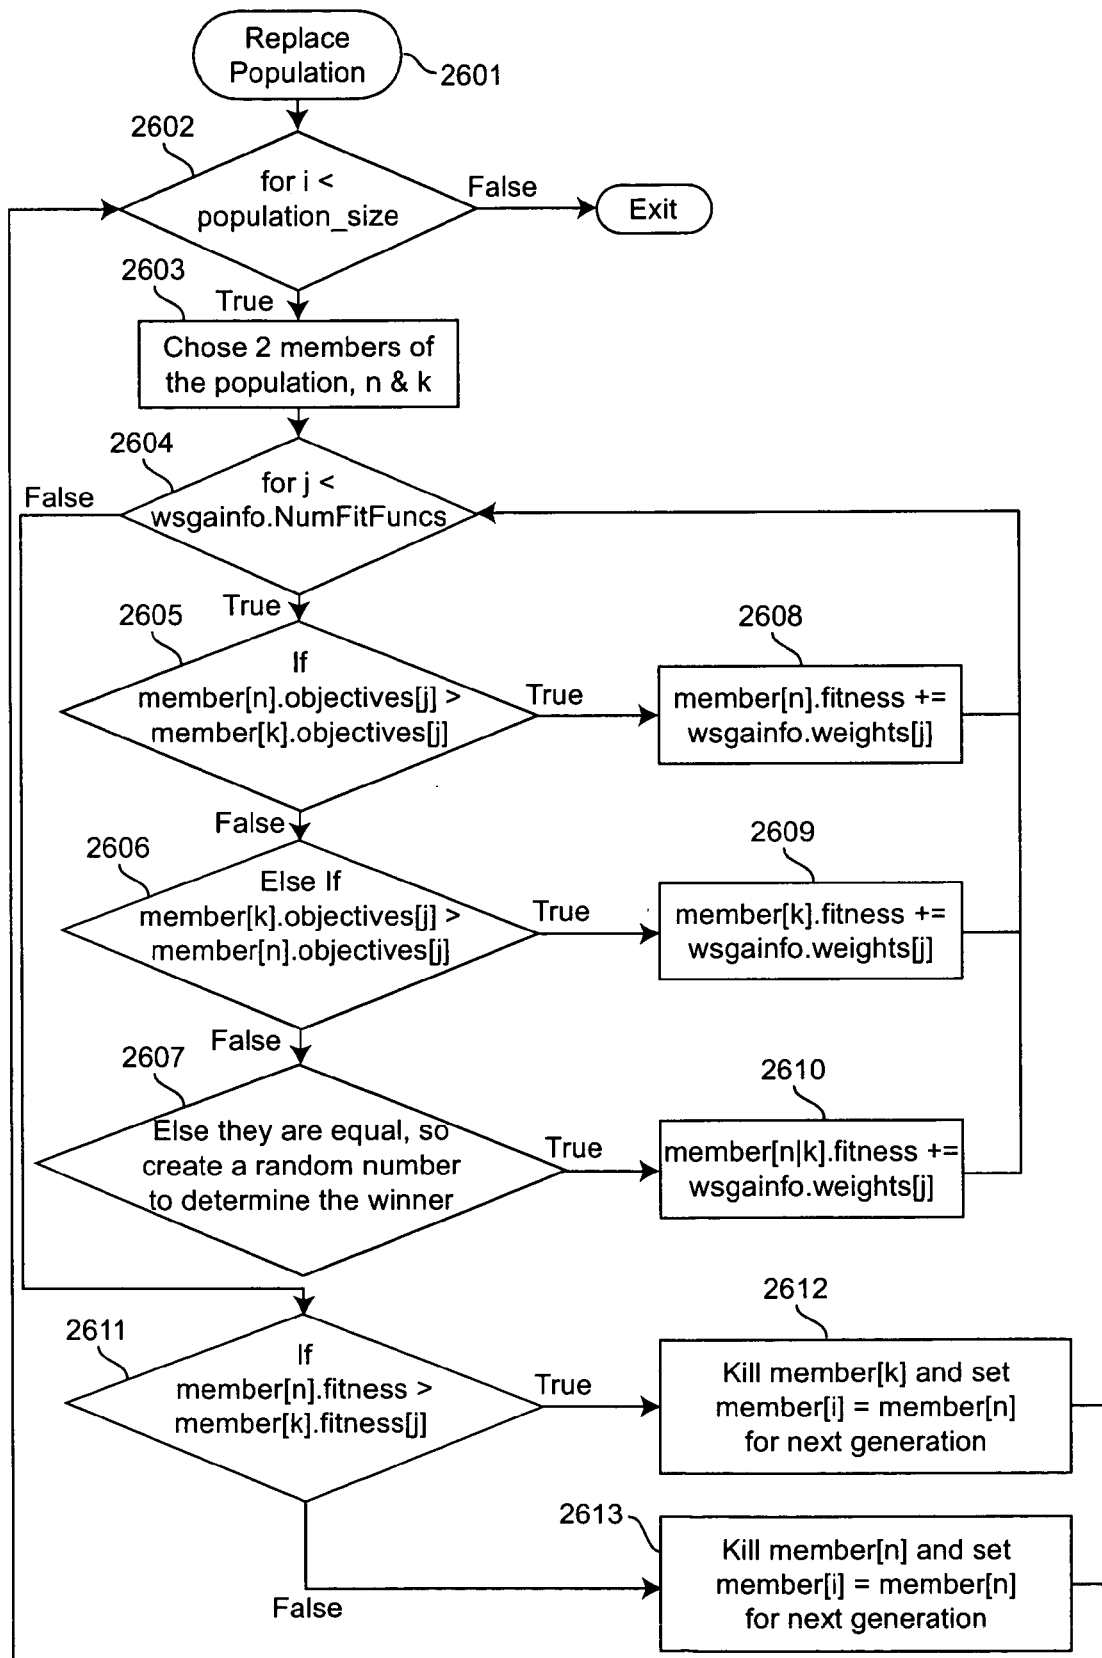 Replace
Population
2601
2602
for i <
population_size
False
Exit
2603
True
Chose 2 members of
the population, n & k
2604
False
for j <
wsgainfo.NumFitFuncs
True
2605
If
member[n].objectives[j] >
member[k].objectives[j]
True
2608
member[n].fitness +=
wsgainfo.weights[j]
False
2606
Else If
member[k].objectives[j] >
member[n].objectives[j]
True
2609
member[k].fitness +=
wsgainfo.weights[j]
False
2607
Else they are equal, so
create a random number
to determine the winner
True
2610
member[n|k].fitness +=
wsgainfo.weights[j]
2611
If
member[n].fitness >
member[k].fitness[j]
True
2612
Kill member[k] and set
member[i] = member[n]
for next generation
False
2613
Kill member[n] and set
member[i] = member[n]
for next generation